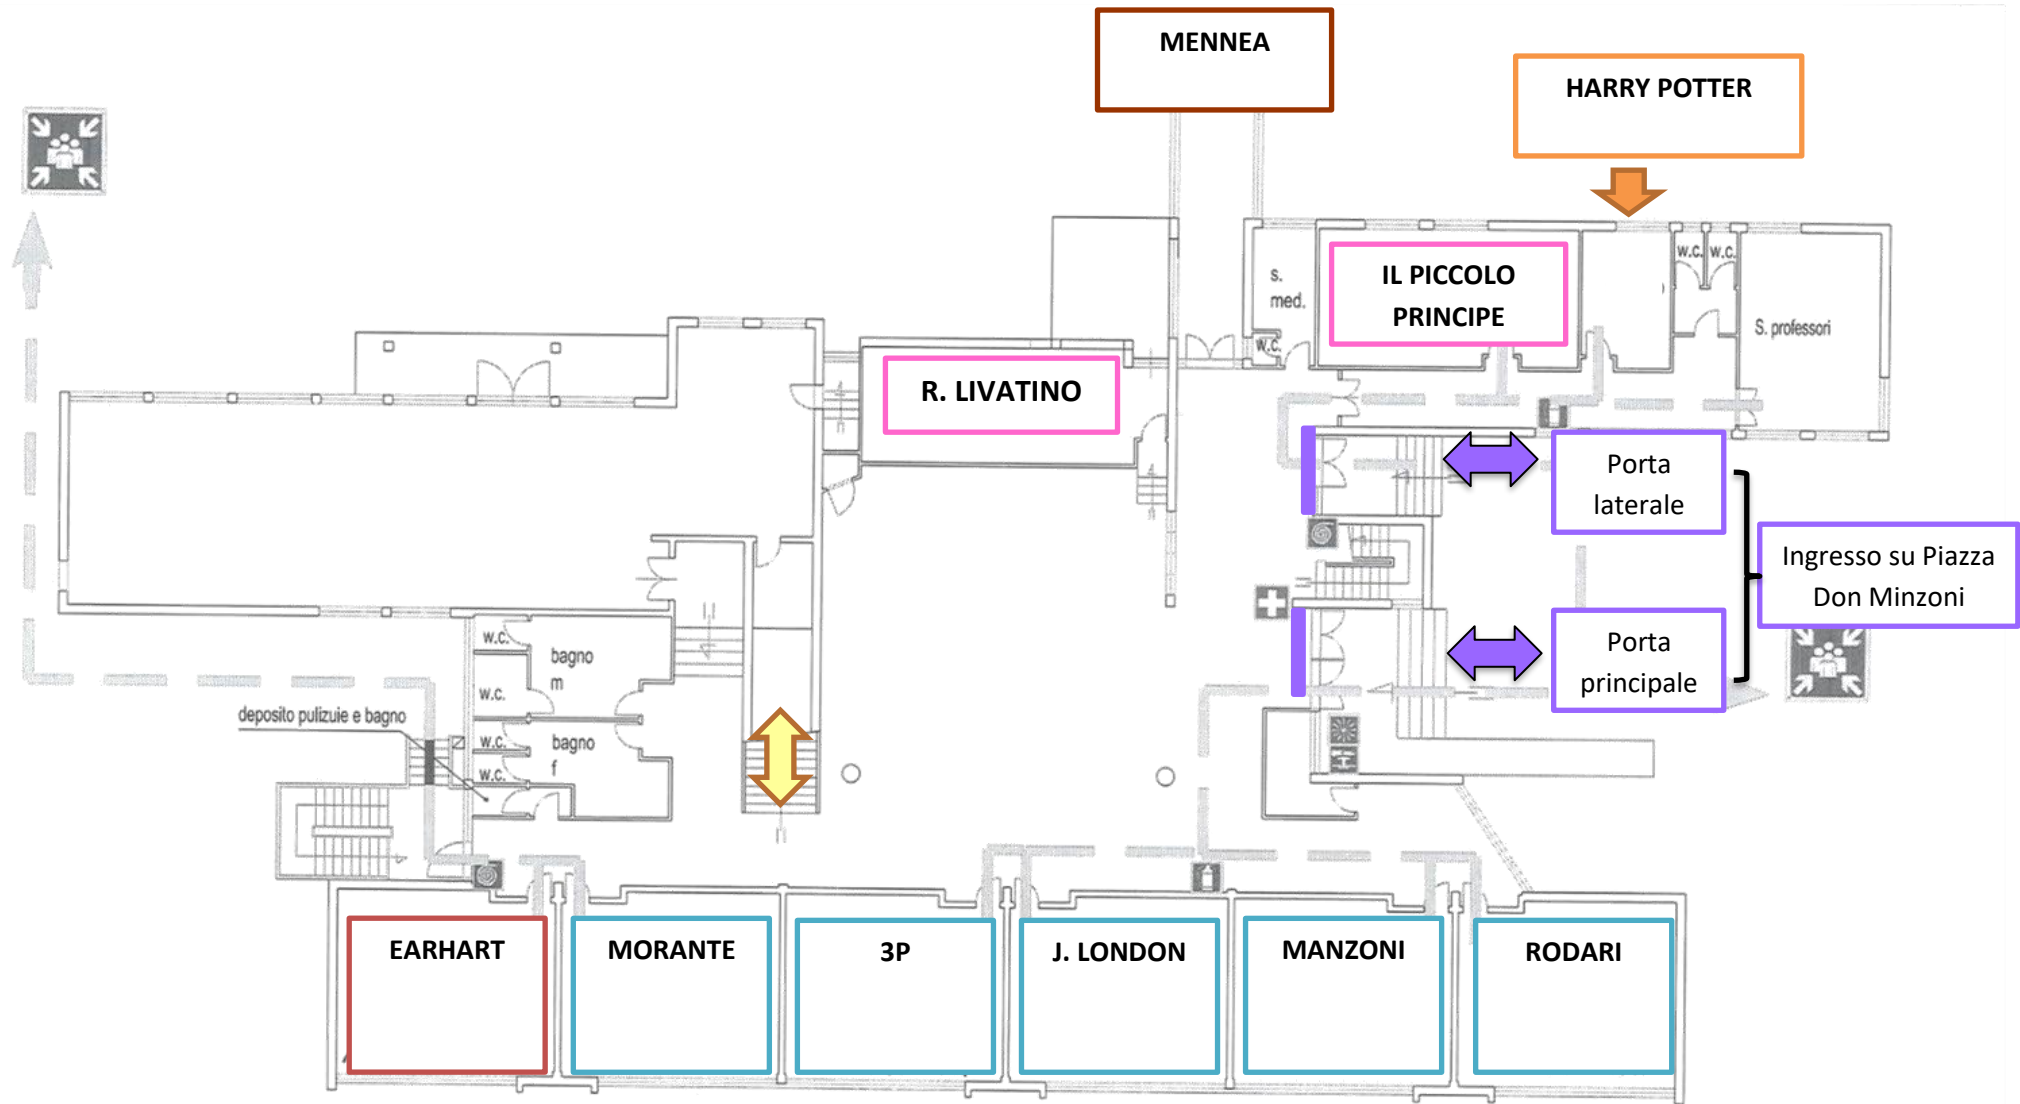 MENNEA
HARRY POTTER
w.c.
w.c.
s.
med.
IL PICCOLO
PRINCIPE
S. professori
w.c.
R. LIVATINO
Porta
laterale
Ingresso su Piazza
Don Minzoni
Porta
principale
w.c.
bagno
m
w.c.
deposito pulizuie e bagno
w.c.
bagno
f
w.c.
EARHART
MORANTE
3P
J. LONDON
MANZONI
RODARI